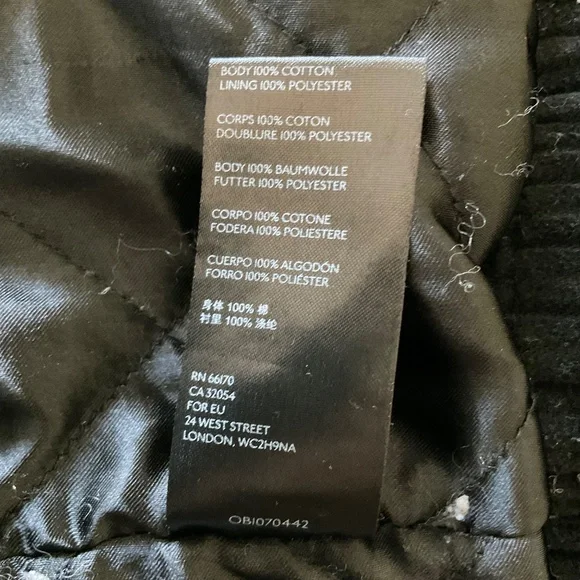 BODY 100% COTTON
LINING 100% POLYESTER
CORPS 100% COTON
DOUBLURE 100% POLYESTER
BODY 100% BAUMWOLLE
FUTTER 100% POLYESTER
CORPO 100% COTONE
FODERA 100% POLIESTERE
CUERPO 100% ALGODÓN
FORRO 100% POLIÉSTER
身体 100% 棉
衬里 100% 涤纶
RN 66170
CA 32054
FOR EU
24 WEST STREET
LONDON, WC2H9NA
OB1070442